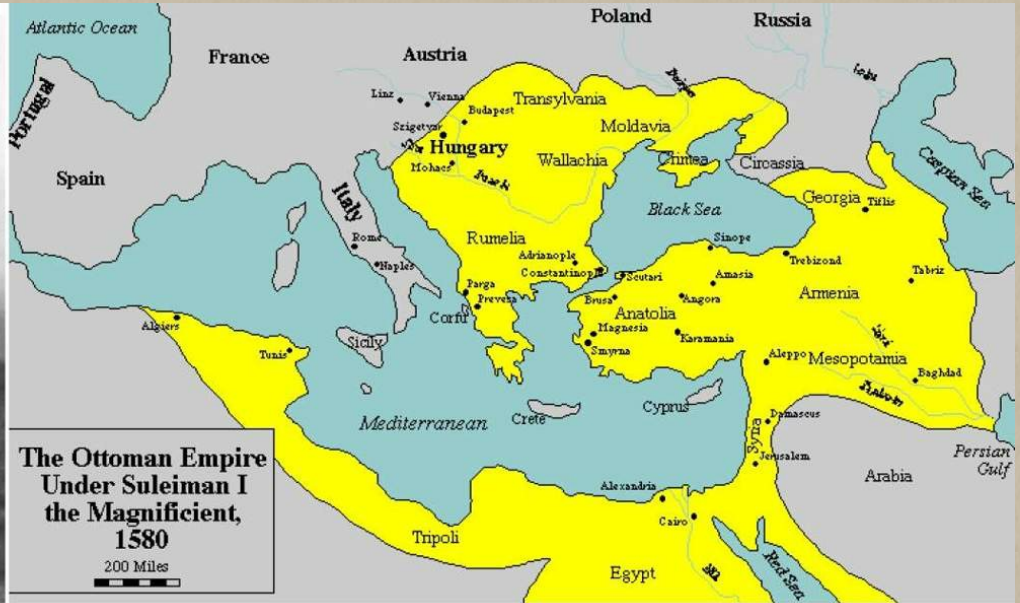 Atlantic Ocean
Portugal
Spain
France
Austria
Poland
Russia
Linz
Vienna
Budapest
Szigetvar
Hungary
Mohacs
Transylvania
Moldavia
Wallachia
Chimea
Circassia
Caspian Sea
Georgia
Tiflis
Black Sea
Italy
Rome
Naples
Rumelia
Adrianople
Constantinople
Scutari
Sinope
Amasia
Trebizond
Tabriz
Armenia
Parga
Prevesa
Corfu
Brusa
Angora
Anatolia
Magnesia
Smyrna
Karamania
Algiers
Tunis
Sicily
Aleppo
Mesopotamia
Baghdad
Mediterranean
Crete
Cyprus
Damascus
Syria
Jerusalem
Persian
Gulf
Arabia
Alexandria
Cairo
Tripoli
Egypt
Red Sea
The Ottoman Empire
Under Suleiman I
the Magnificient,
1580
200 Miles